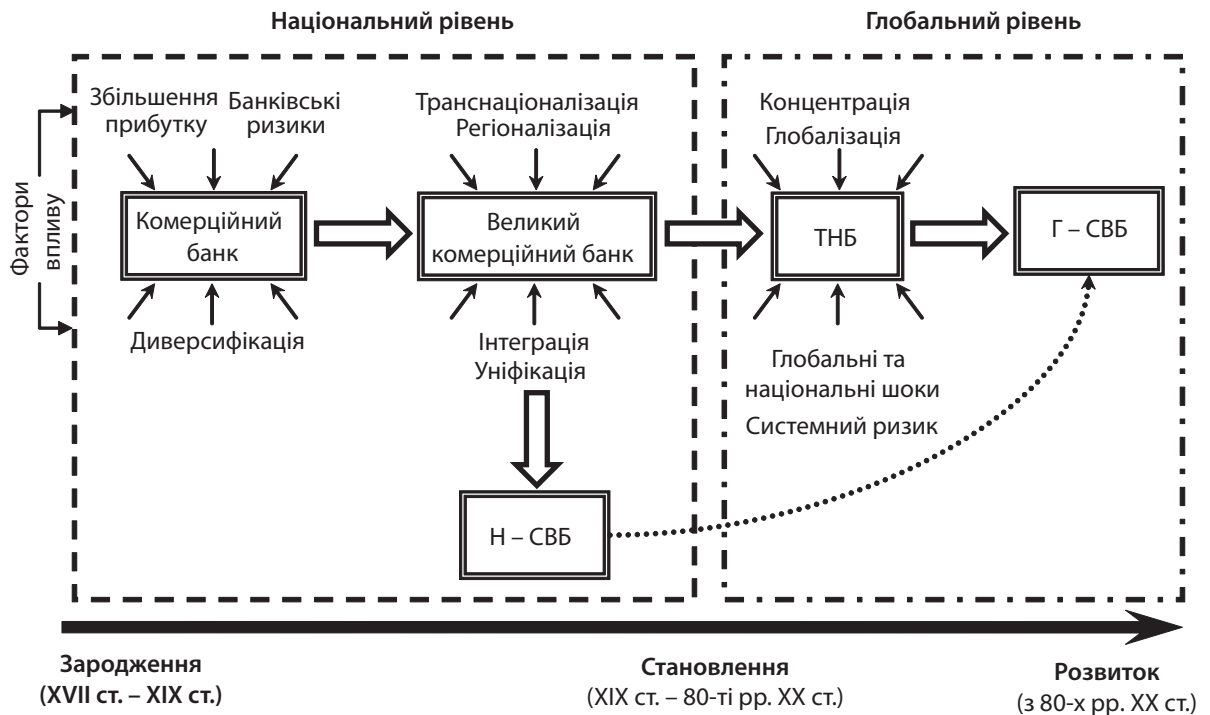 Національний рівень
Глобальний рівень
Фактори
впливу
Збільшення
прибутку
Банківські
ризики
Транснаціоналізація
Регіоналізація
Концентрація
Глобалізація
Комерційний
банк
Великий
комерційний банк
ТНБ
Г – СВБ
Диверсифікація
Інтеграція
Уніфікація
Глобальні та
національні шоки
Системний ризик
Н – СВБ
Зародження
(XVII ст. – XIX ст.)
Становлення
(XIX ст. – 80-ті рр. XX ст.)
Розвиток
(з 80-х рр. XX ст.)